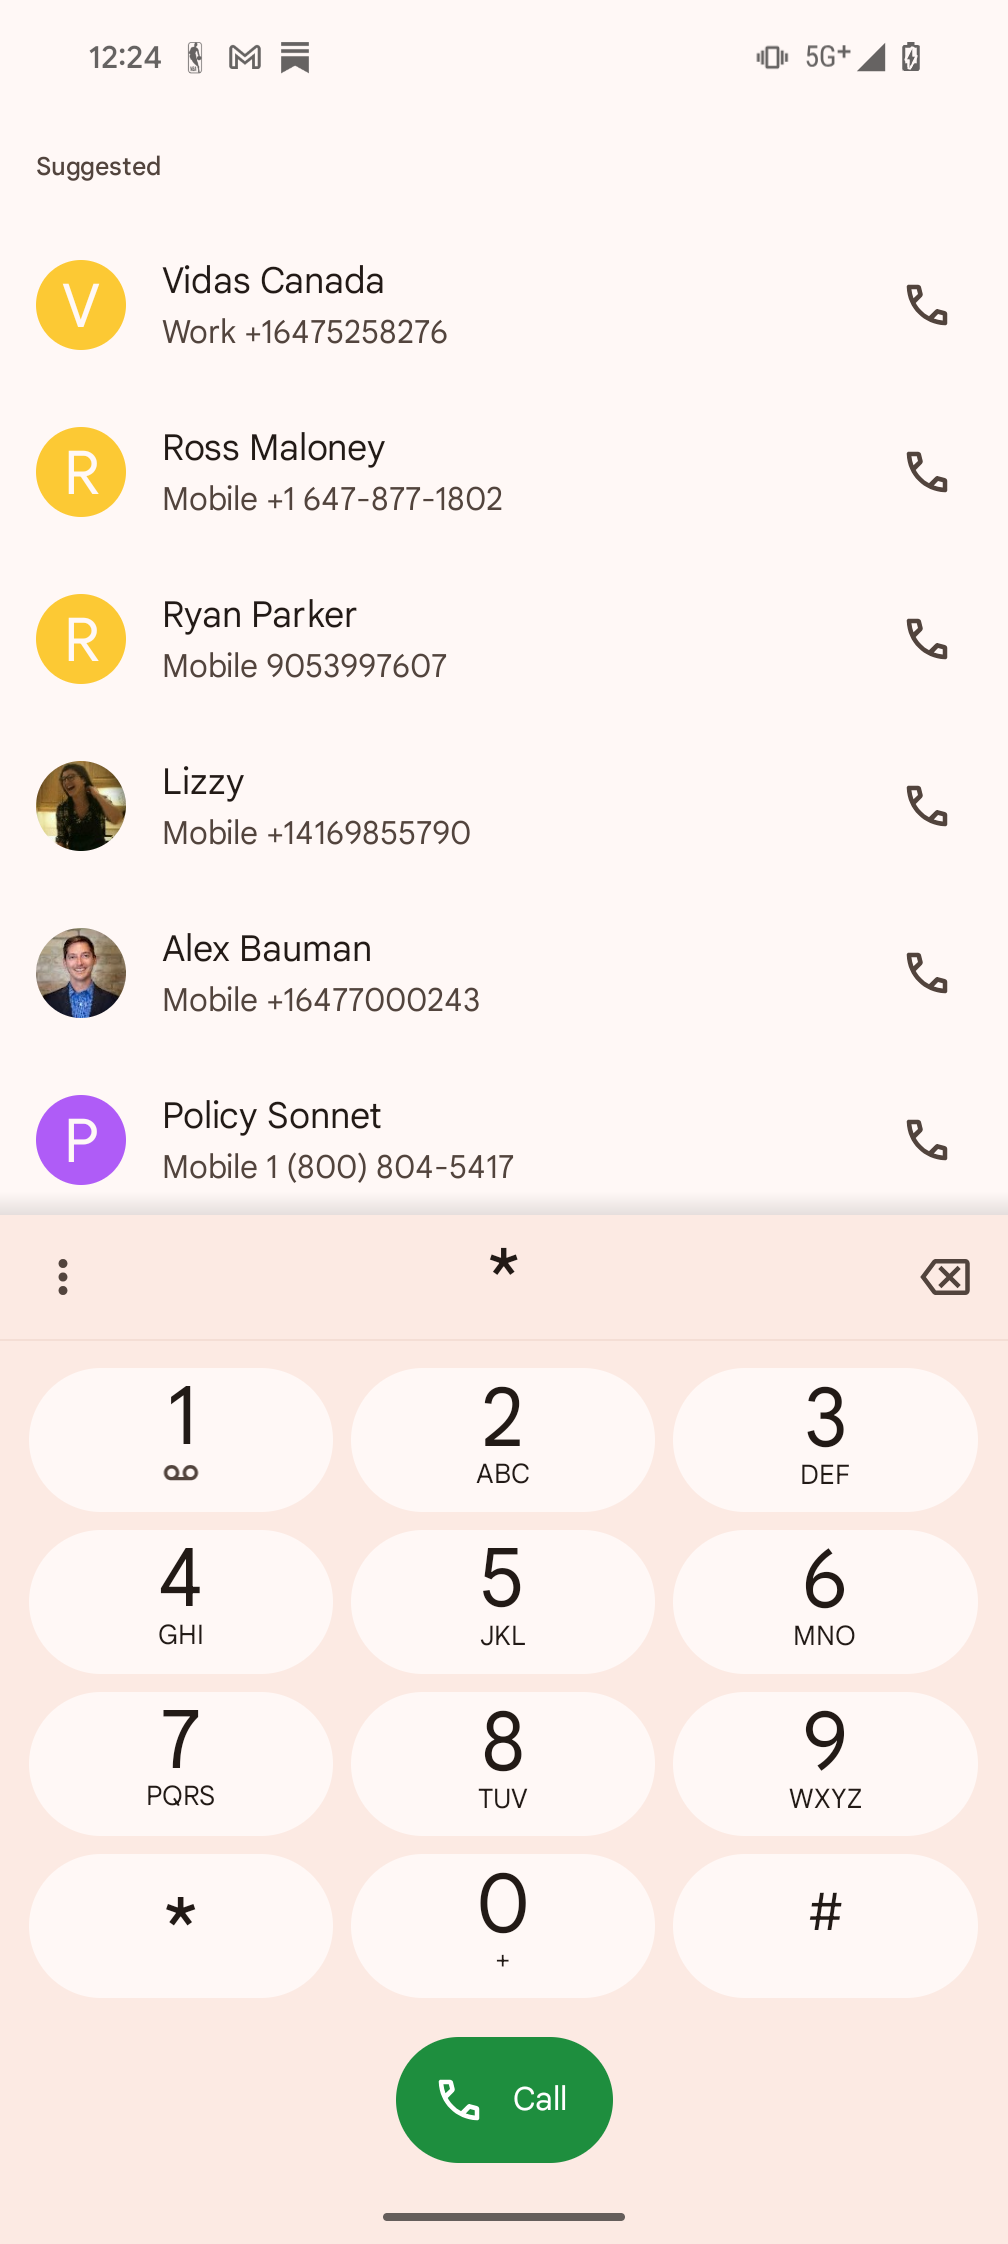 12:24
5G+
Suggested
V
Vidas Canada
Work +16475258276
R
Ross Maloney
Mobile +1 647-877-1802
R
Ryan Parker
Mobile 9053997607
Lizzy
Mobile +14169855790
Alex Bauman
Mobile +16477000243
P
Policy Sonnet
Mobile 1 (800) 804-5417
*
1 2 3
ABC DEF
4 5 6
GHI JKL MNO
7 8 9
PQRS TUV WXYZ
* 0 #
+
Call